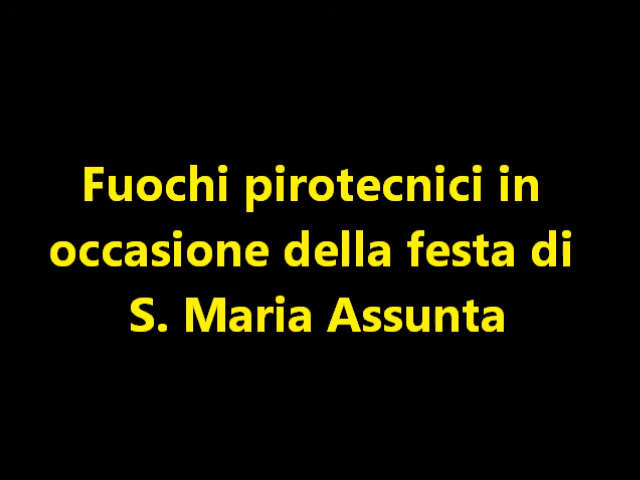 Fuochi pirotecnici in
occasione della festa di
S. Maria Assunta